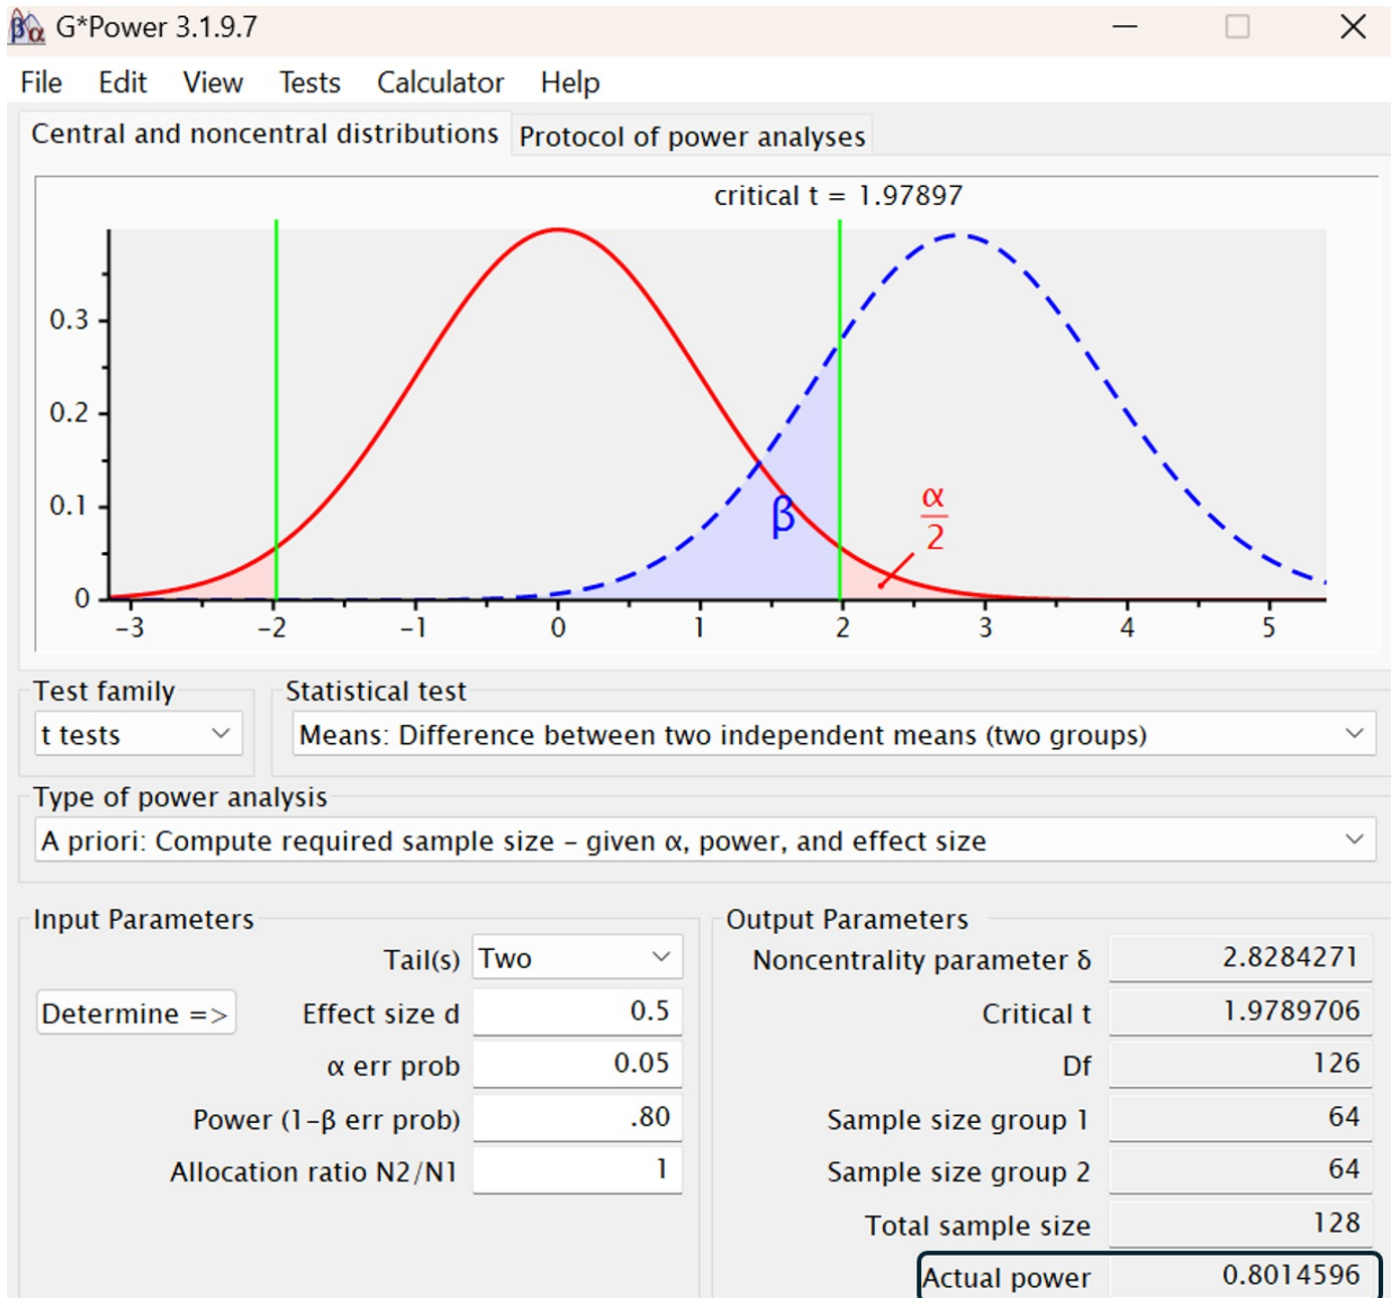 βα G*Power 3.1.9.7
File Edit View Tests Calculator Help
Central and noncentral distributions Protocol of power analyses
critical t = 1.97897
0.3
0.2
0.1
0
β
α
2
-3 -2 -1 0 1 2 3 4 5
Test family Statistical test
t tests Means: Difference between two independent means (two groups)
Type of power analysis
A priori: Compute required sample size – given α, power, and effect size
Input Parameters Output Parameters
Tail(s) Two Noncentrality parameter δ 2.8284271
Determine => Effect size d 0.5 Critical t 1.9789706
α err prob 0.05 Df 126
Power (1-β err prob) .80 Sample size group 1 64
Allocation ratio N2/N1 1 Sample size group 2 64
Total sample size 128
Actual power 0.8014596